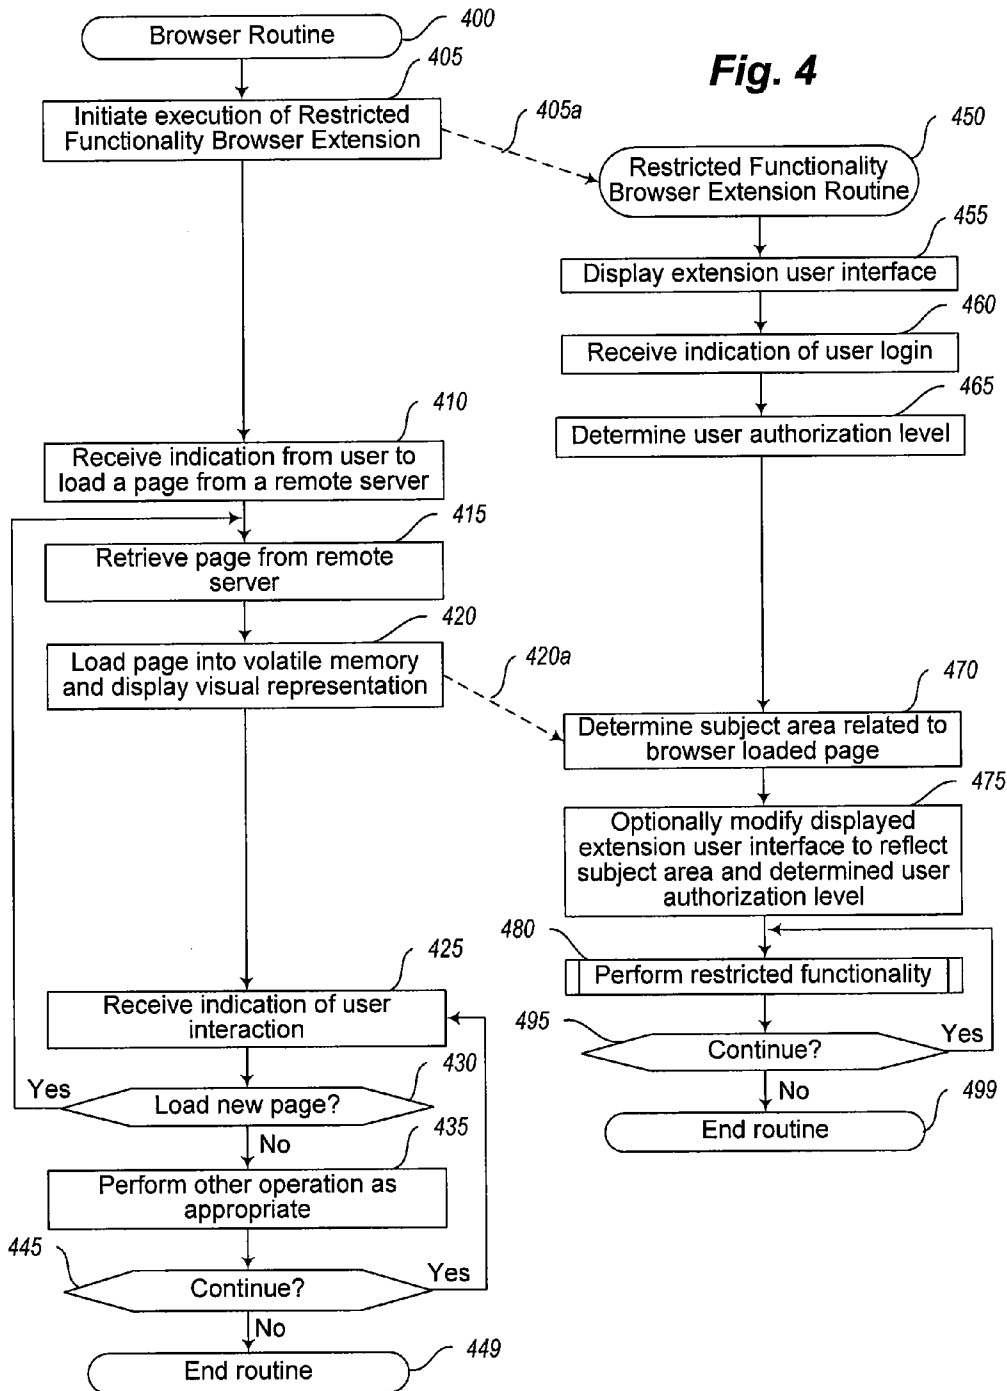 Fig. 4
Browser Routine
400
405
Initiate execution of Restricted
Functionality Browser Extension
405a
410
Receive indication from user to
load a page from a remote server
415
Retrieve page from remote
server
420
Load page into volatile memory
and display visual representation
420a
425
Receive indication of user
interaction
430
Yes
Load new page?
No
435
Perform other operation as
appropriate
445
Continue?
Yes
No
End routine
449
450
Restricted Functionality
Browser Extension Routine
455
Display extension user interface
460
Receive indication of user login
465
Determine user authorization level
470
Determine subject area related to
browser loaded page
475
Optionally modify displayed
extension user interface to reflect
subject area and determined user
authorization level
480
Perform restricted functionality
495
Continue?
Yes
No
499
End routine